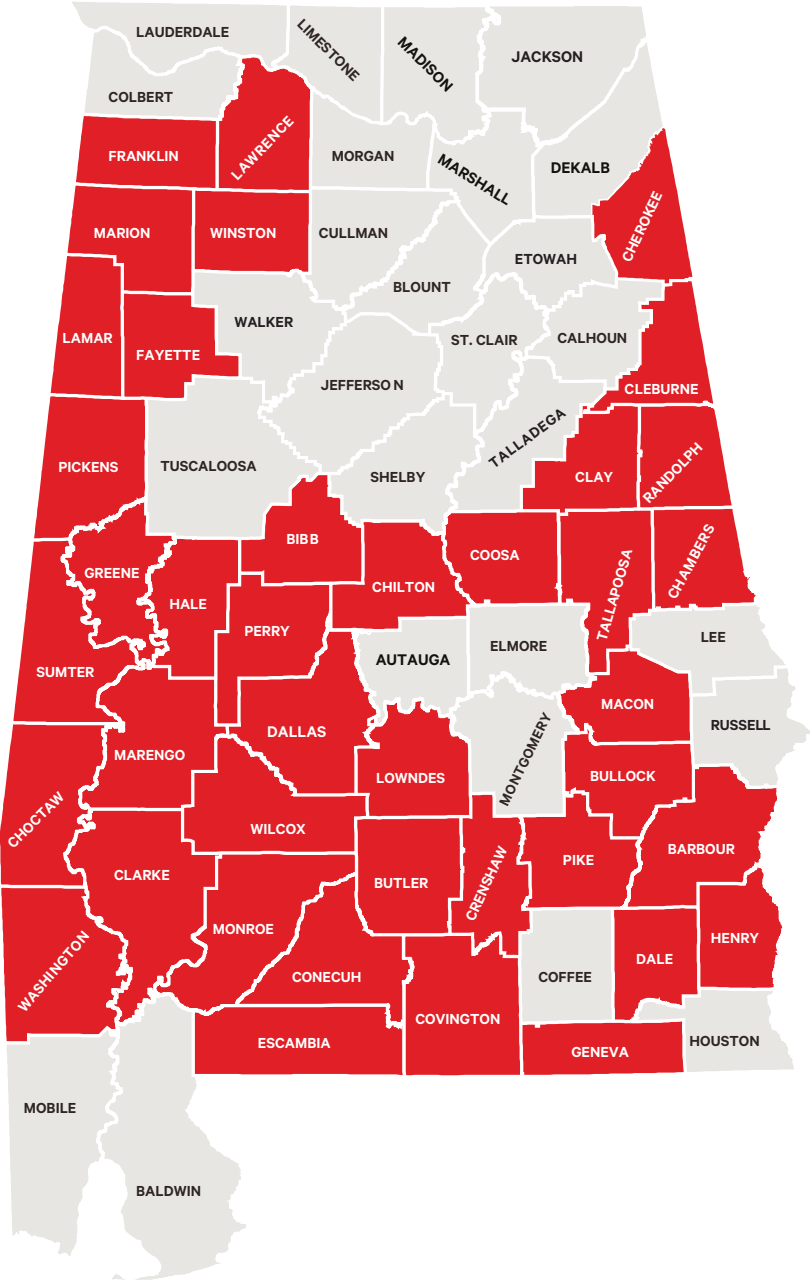 LAUDERDALE
LIMESTONE
MADISON
JACKSON
COLBERT
FRANKLIN
LAWRENCE
MORGAN
MARSHALL
DEKALB
CHEROKEE
MARION
WINSTON
CULLMAN
ETOWAH
BLOUNT
LAMAR
FAYETTE
WALKER
ST. CLAIR
CALHOUN
JEFFERSON
CLEBURNE
PICKENS
TUSCALOOSA
SHELBY
TALLADEGA
CLAY
RANDOLPH
BIBB
COOSA
TALLAPOOSA
CHAMBERS
GREENE
HALE
CHILTON
PERRY
SUMTER
AUTAUGA
ELMORE
LEE
MACON
RUSSELL
DALLAS
MARENGO
LOWNDES
MONTGOMERY
BULLOCK
CHOCTAW
WILCOX
CLARKE
BUTLER
CRENSHAW
PIKE
BARBOUR
MONROE
HENRY
WASHINGTON
CONECUH
COFFEE
DALE
COVINGTON
ESCAMBIA
GENEVA
HOUSTON
MOBILE
BALDWIN